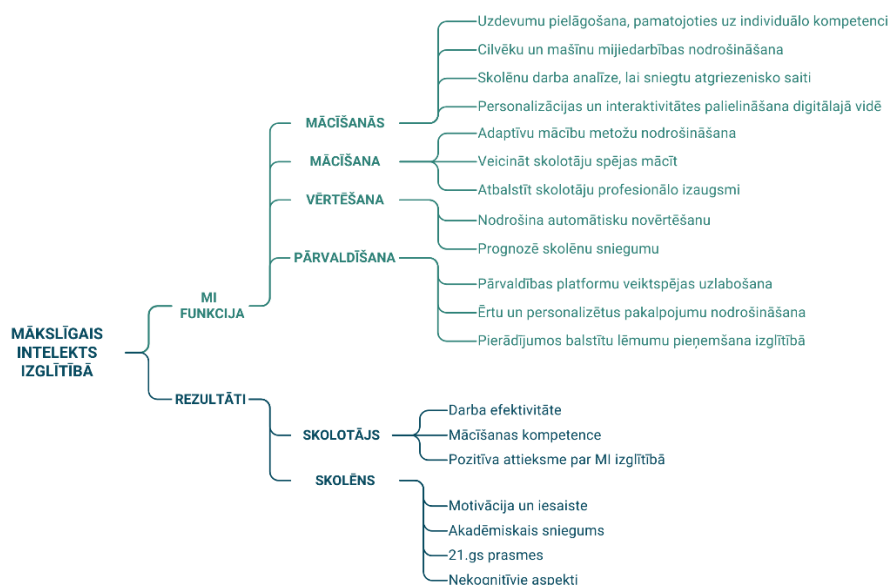 MĀKSLĪGAIS
INTELEKTS
IZGLĪTĪBĀ
MI
FUNKCIJA
MĀCĪŠANĀS
Uzdevumu pielāgošana, pamatojoties uz individuālo kompetenci
Cilvēku un mašīnu mijiedarbības nodrošināšana
Skolēnu darba analīze, lai sniegtu atgriezenisko saiti
Personalizācijas un interaktivitātes palielināšana digitālajā vidē
MĀCĪŠANA
Adaptīvu mācību metožu nodrošināšana
Veicināt skolotāju spējas mācīt
Atbalstīt skolotāju profesionālo izaugsmi
VĒRTĒŠANA
Nodrošina automātisku novērtēšanu
Prognozē skolēnu sniegumu
PĀRVALDĪŠANA
Pārvaldības platformu veiktspējas uzlabošana
Ērtu un personalizētus pakalpojumu nodrošināšana
Pierādījumos balstītu lēmumu pieņemšana izglītībā
REZULTĀTI
SKOLOTĀJS
Darba efektivitāte
Mācīšanas kompetence
Pozitīva attieksme par MI izglītībā
SKOLĒNS
Motivācija un iesaiste
Akadēmiskais sniegums
21.gs prasmes
Nekognitīvie aspekti